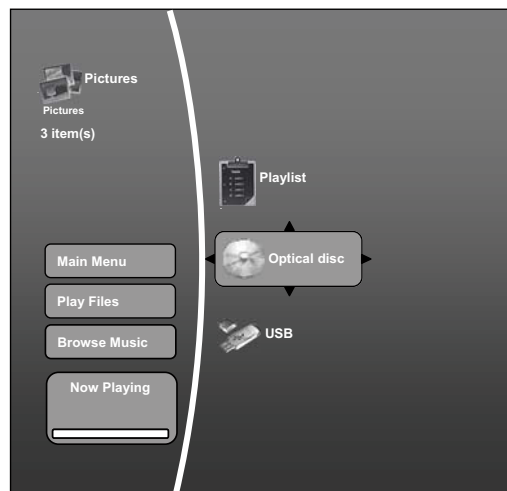 Pictures
Pictures
3 item(s)
Playlist
Optical disc
USB
Main Menu
Play Files
Browse Music
Now Playing